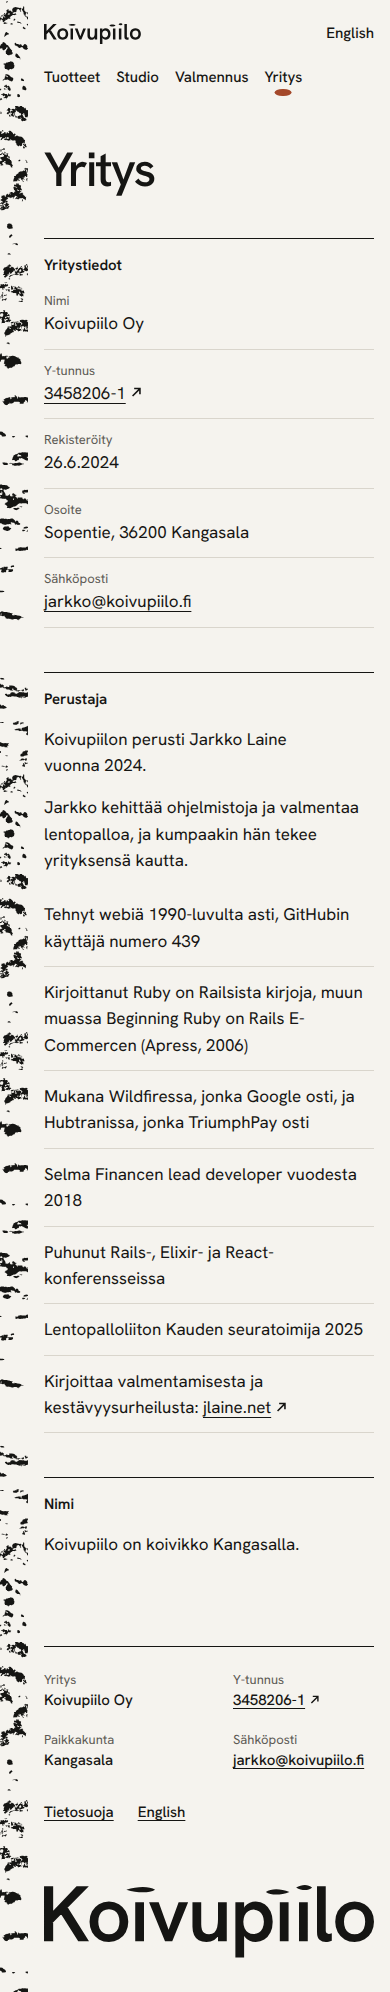 Koivupiilo
English
Tuotteet Studio Valmennus Yritys
Yritys
Yritystiedot
Nimi
Koivupiilo Oy
Y-tunnus
3458206-1 ↗
Rekisteröity
26.6.2024
Osoite
Sopentie, 36200 Kangasala
Sähköposti
jarkko@koivupiilo.fi
Perustaja
Koivupiilon perusti Jarkko Laine
vuonna 2024.
Jarkko kehittää ohjelmistoja ja valmentaa
lentopalloa, ja kumpaakin hän tekee
yrityksensä kautta.
Tehnyt webiä 1990-luvulta asti, GitHubin
käyttäjä numero 439
Kirjoittanut Ruby on Railsista kirjoja, muun
muassa Beginning Ruby on Rails E-
Commercen (Apress, 2006)
Mukana Wildfiressa, jonka Google osti, ja
Hubtranissa, jonka TriumphPay osti
Selma Financen lead developer vuodesta
2018
Puhunut Rails-, Elixir- ja React-
konferensseissa
Lentopalloliiton Kauden seuratoimija 2025
Kirjoittaa valmentamisesta ja
kestävyysurheilusta: jlaine.net ↗
Nimi
Koivupiilo on koivikko Kangasalla.
Yritys
Koivupiilo Oy
Y-tunnus
3458206-1 ↗
Paikkakunta
Kangasala
Sähköposti
jarkko@koivupiilo.fi
Tietosuoja English
Koivupiilo